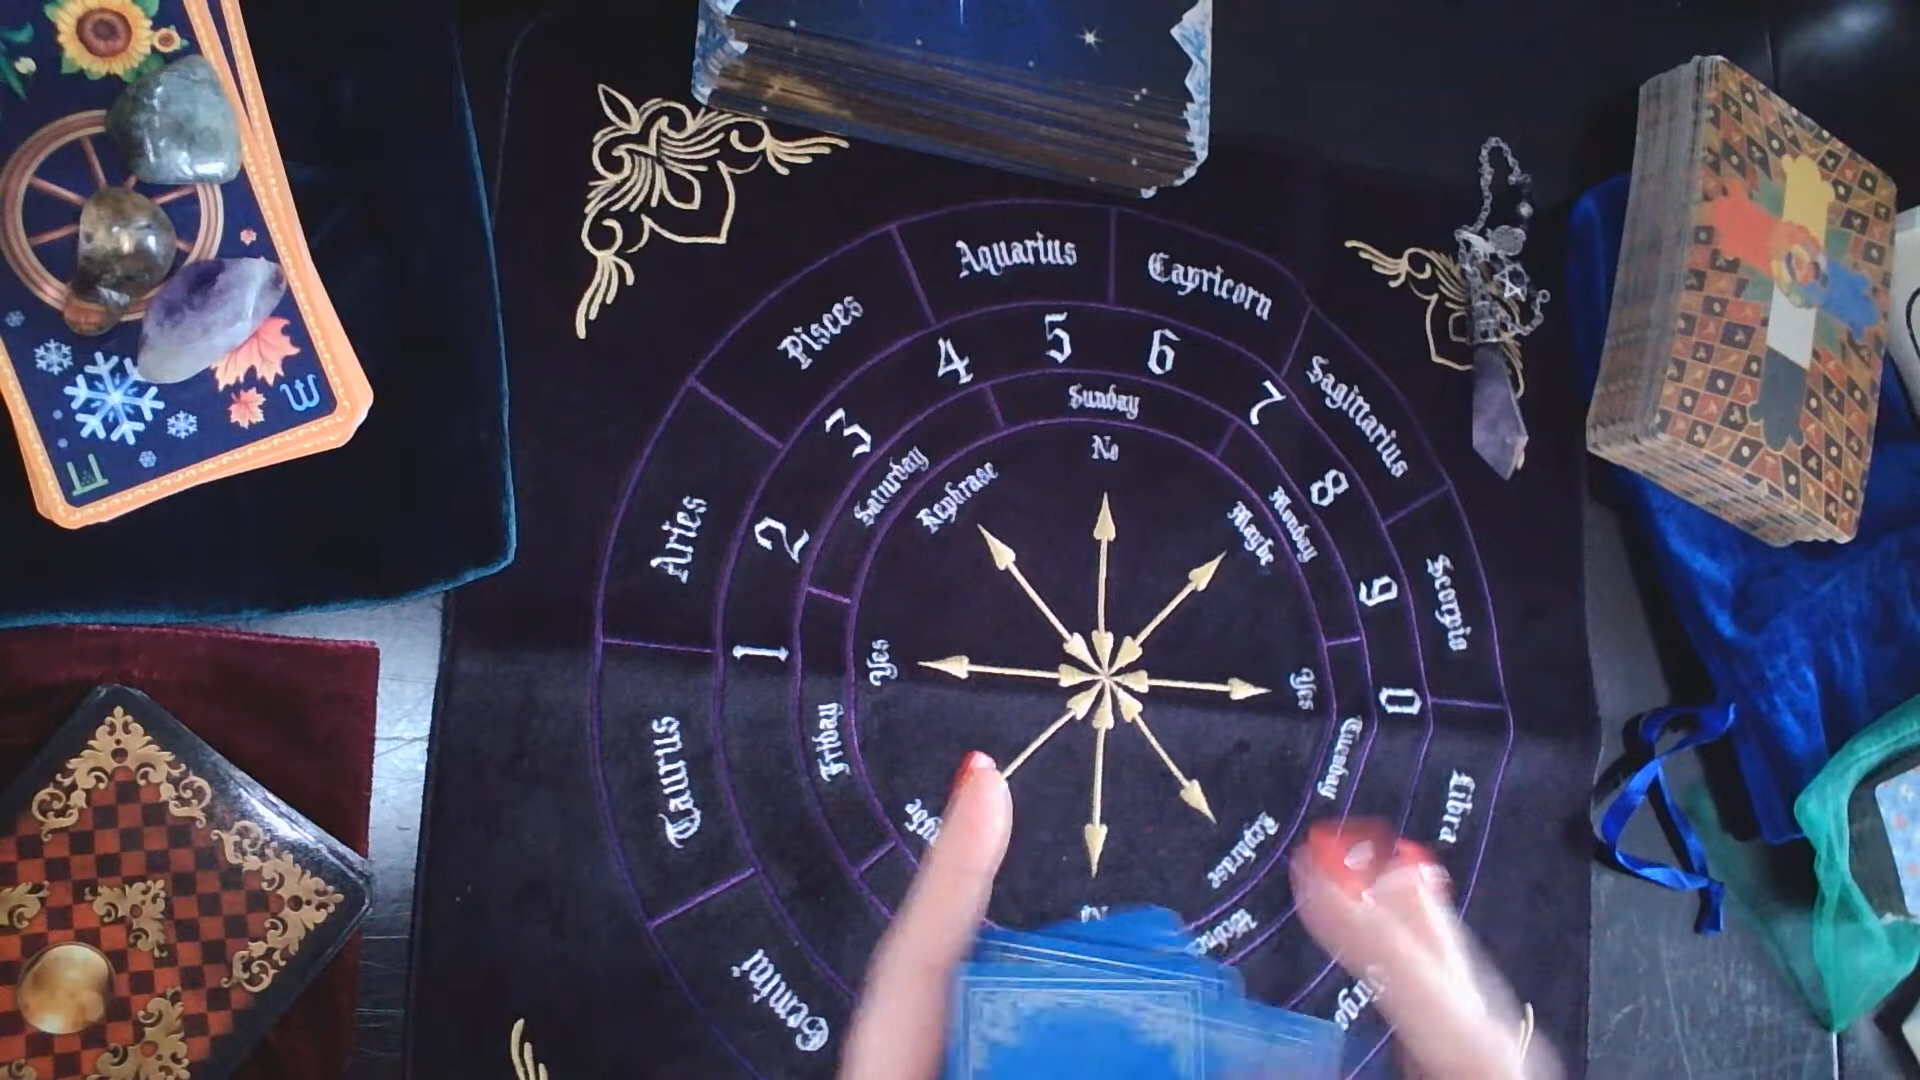 Aquarius
Capricorn
Pisces
Sagittarius
Aries
Scorpio
Taurus
Libra
Gemini
Virgo
1
2
3
4
5
6
7
8
9
0
Sunday
Saturday
Monday
Friday
Tuesday
No
Rephrase
Maybe
Yes
Yes
Rephrase